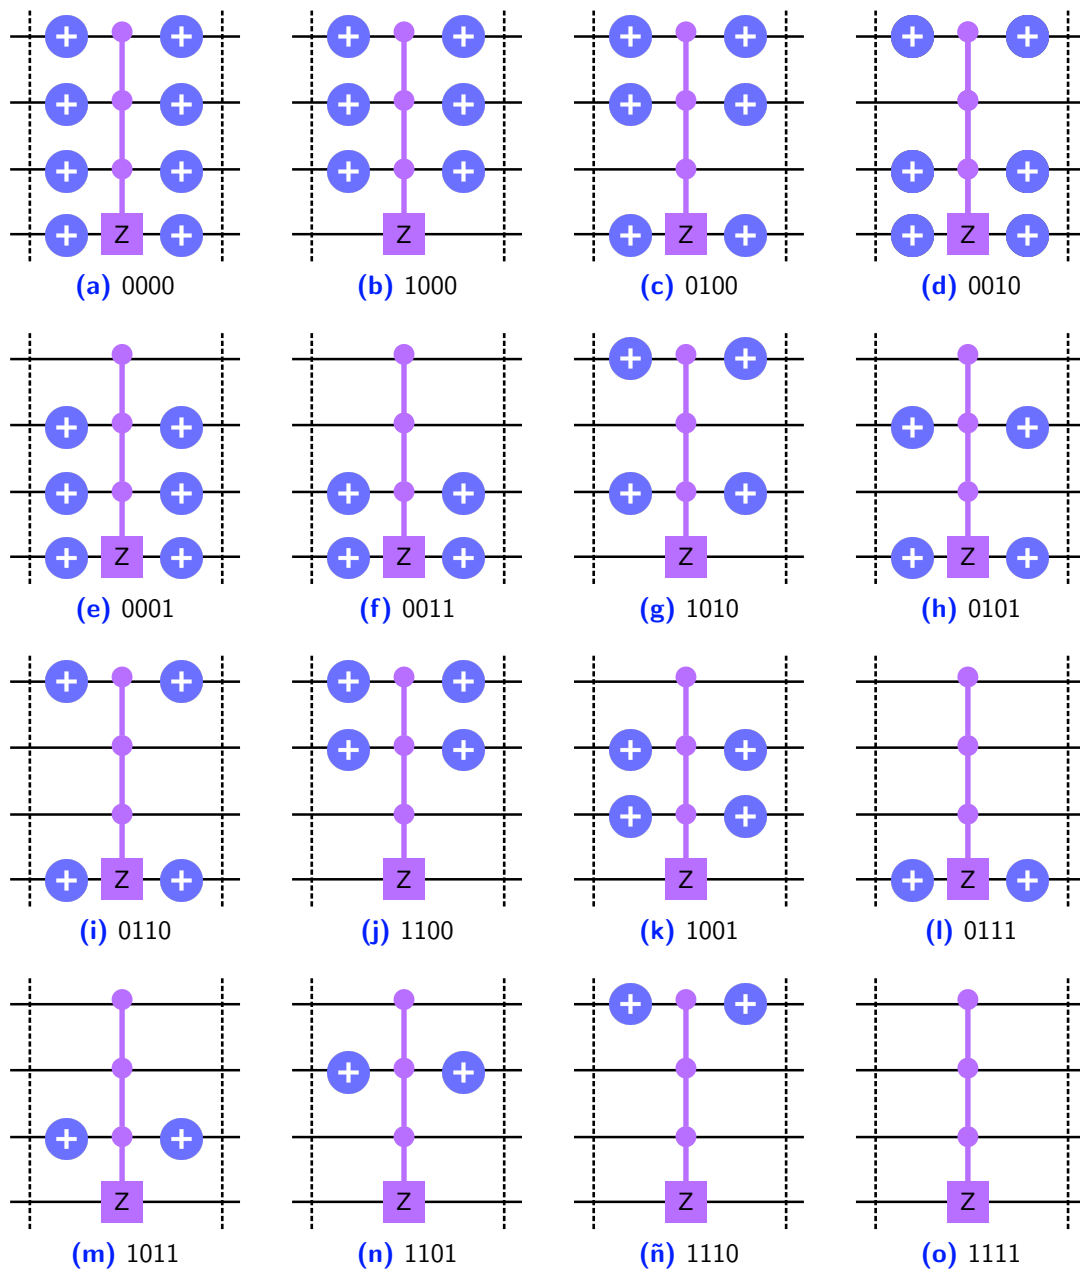 Z Z Z Z
(a) 0000 (b) 1000 (c) 0100 (d) 0010
Z Z Z Z
(e) 0001 (f) 0011 (g) 1010 (h) 0101
Z Z Z Z
(i) 0110 (j) 1100 (k) 1001 (l) 0111
Z Z Z Z
(m) 1011 (n) 1101 (ñ) 1110 (o) 1111